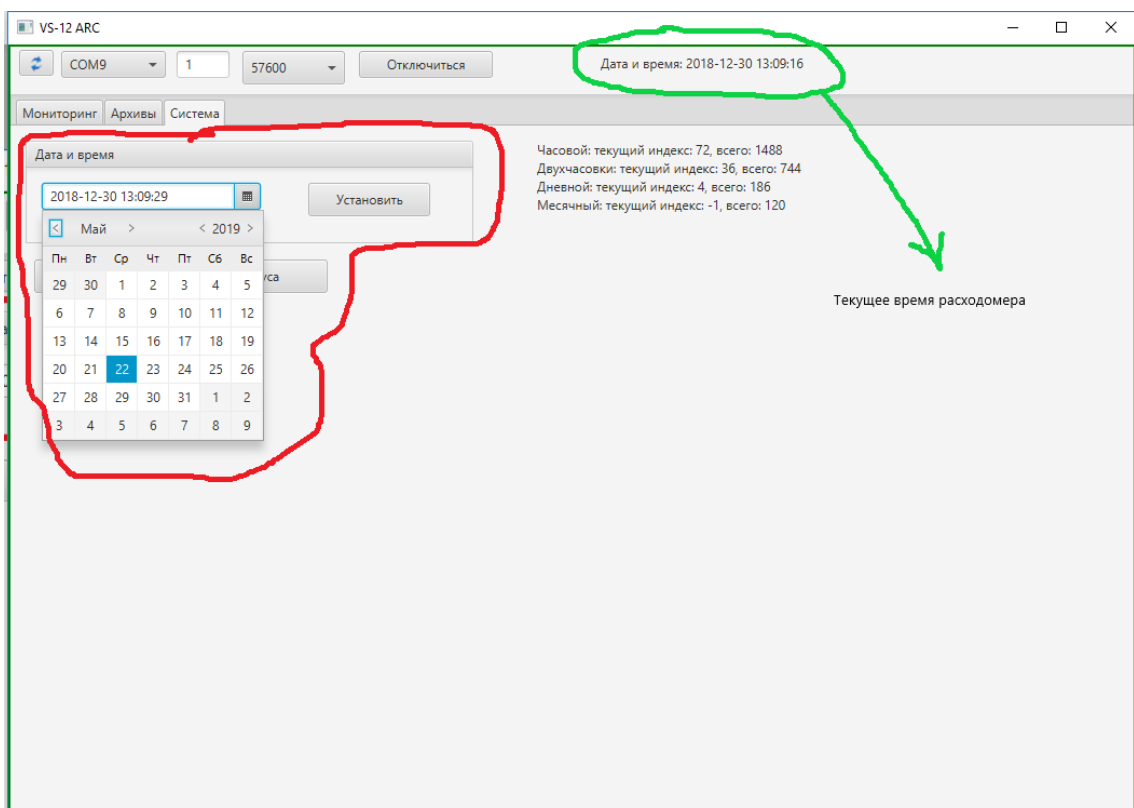 VS-12 ARC
COM9 1 57600 Отключиться Дата и время: 2018-12-30 13:09:16
Мониторинг Архивы Система
Дата и время
2018-12-30 13:09:29 Установить
Май 2019
Пн Вт Ср Чт Пт Сб Вс
29 30 1 2 3 4 5
6 7 8 9 10 11 12
13 14 15 16 17 18 19
20 21 22 23 24 25 26
27 28 29 30 31 1 2
3 4 5 6 7 8 9
Часовой: текущий индекс: 72, всего: 1488
Двухчасовки: текущий индекс: 36, всего: 744
Дневной: текущий индекс: 4, всего: 186
Месячный: текущий индекс: -1, всего: 120
Текущее время расходомера